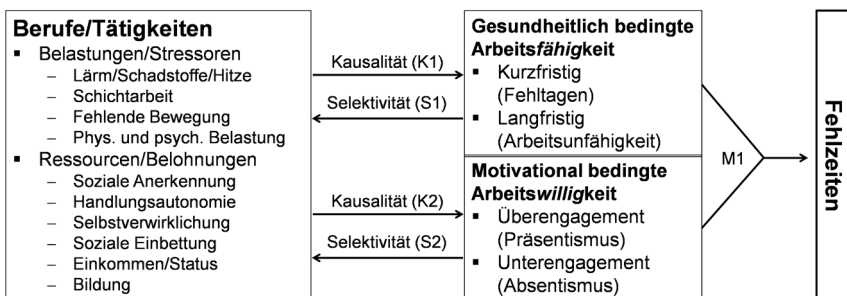 Berufe/Tätigkeiten
▪ Belastungen/Stressoren
– Lärm/Schadstoffe/Hitze
– Schichtarbeit
– Fehlende Bewegung
– Phys. und psych. Belastung
▪ Ressourcen/Belohnungen
– Soziale Anerkennung
– Handlungsautonomie
– Selbstverwirklichung
– Soziale Einbettung
– Einkommen/Status
– Bildung
Kausalität (K1)
Selektivität (S1)
Kausalität (K2)
Selektivität (S2)
Gesundheitlich bedingte
Arbeitsfähigkeit
▪ Kurzfristig
(Fehltagen)
▪ Langfristig
(Arbeitsunfähigkeit)
Motivational bedingte
Arbeitswilligkeit
▪ Überengagement
(Präsentismus)
▪ Unterengagement
(Absentismus)
M1
Fehlzeiten